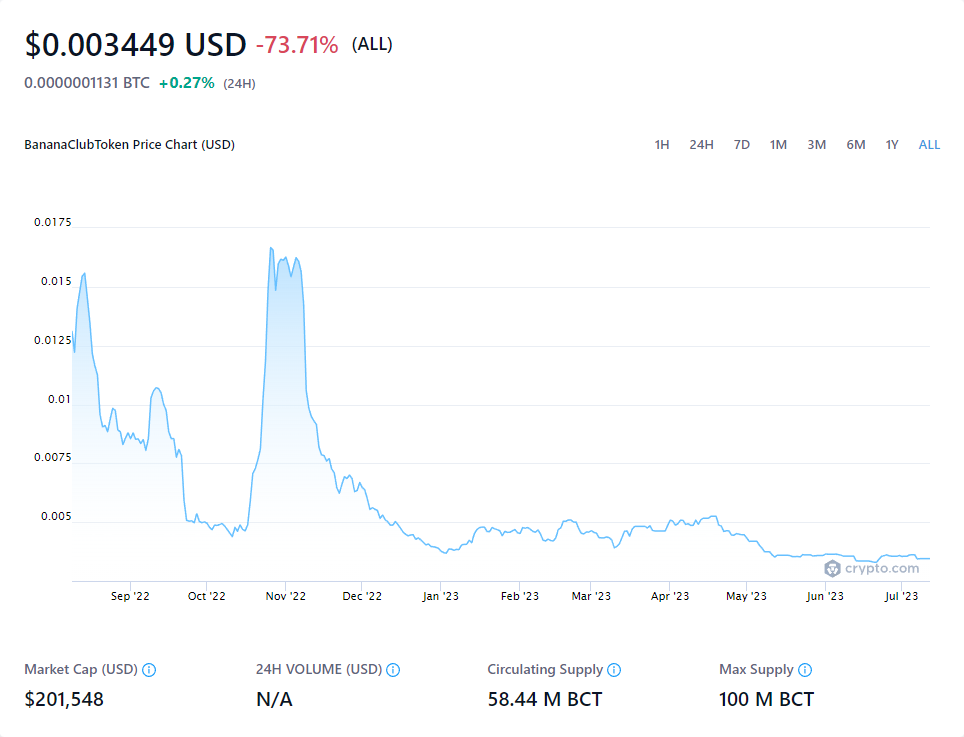 $0.003449 USD -73.71% (ALL)
0.0000001131 BTC +0.27% (24H)
BananaClubToken Price Chart (USD) 1H 24H 7D 1M 3M 6M 1Y ALL
0.0175
0.015
0.0125
0.01
0.0075
0.005
crypto.com
Sep '22 Oct '22 Nov '22 Dec '22 Jan '23 Feb '23 Mar '23 Apr '23 May '23 Jun '23 Jul '23
Market Cap (USD) 24H VOLUME (USD) Circulating Supply Max Supply
$201,548 N/A 58.44 M BCT 100 M BCT